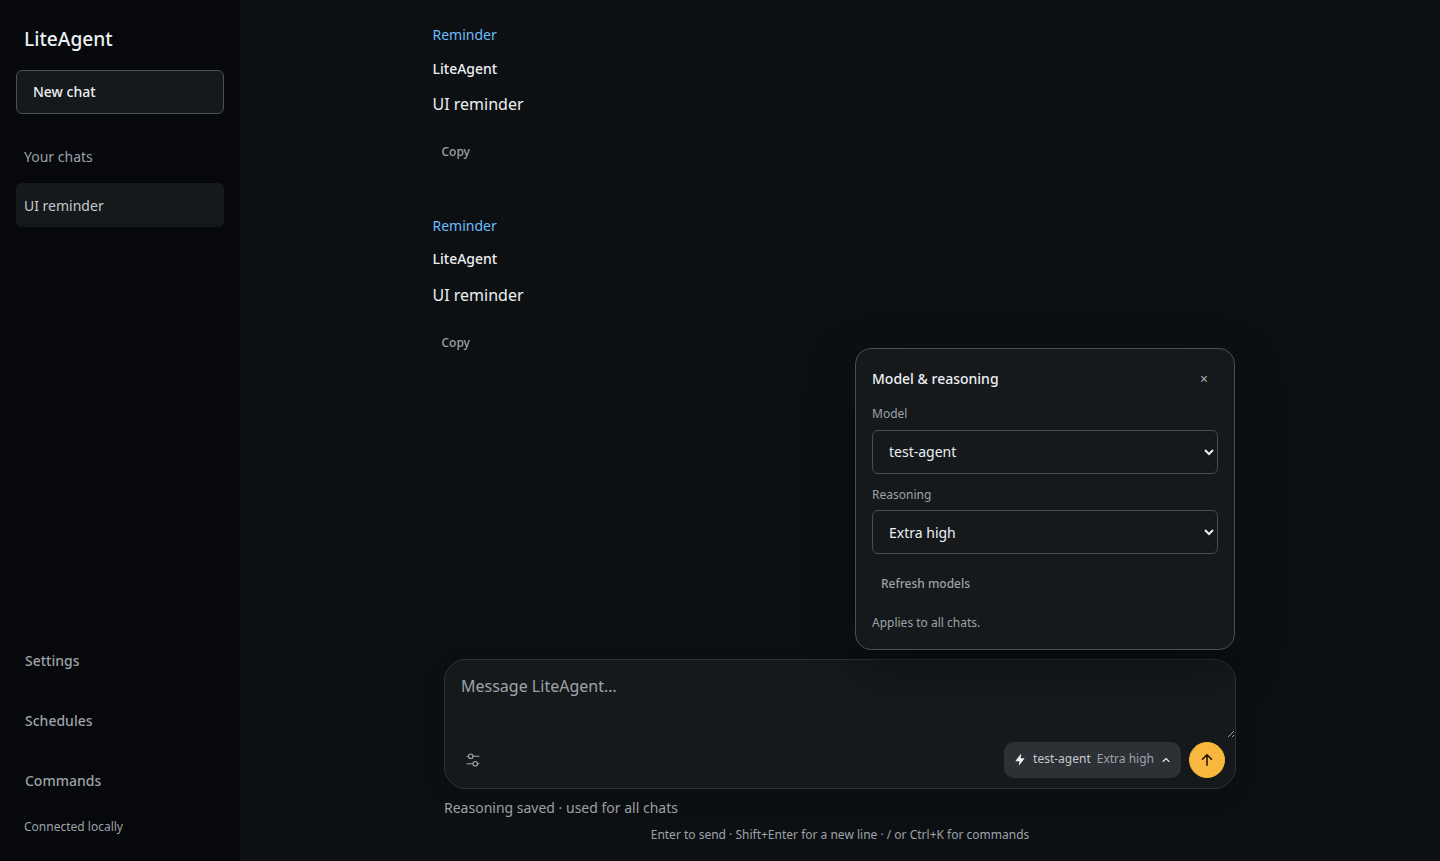 LiteAgent
New chat
Your chats
UI reminder
Settings
Schedules
Commands
Connected locally
Reminder
LiteAgent
UI reminder
Copy
Reminder
LiteAgent
UI reminder
Copy
Model & reasoning
×
Model
test-agent
Reasoning
Extra high
Refresh models
Applies to all chats.
Message LiteAgent...
test-agent Extra high
Reasoning saved · used for all chats
Enter to send · Shift+Enter for a new line · / or Ctrl+K for commands